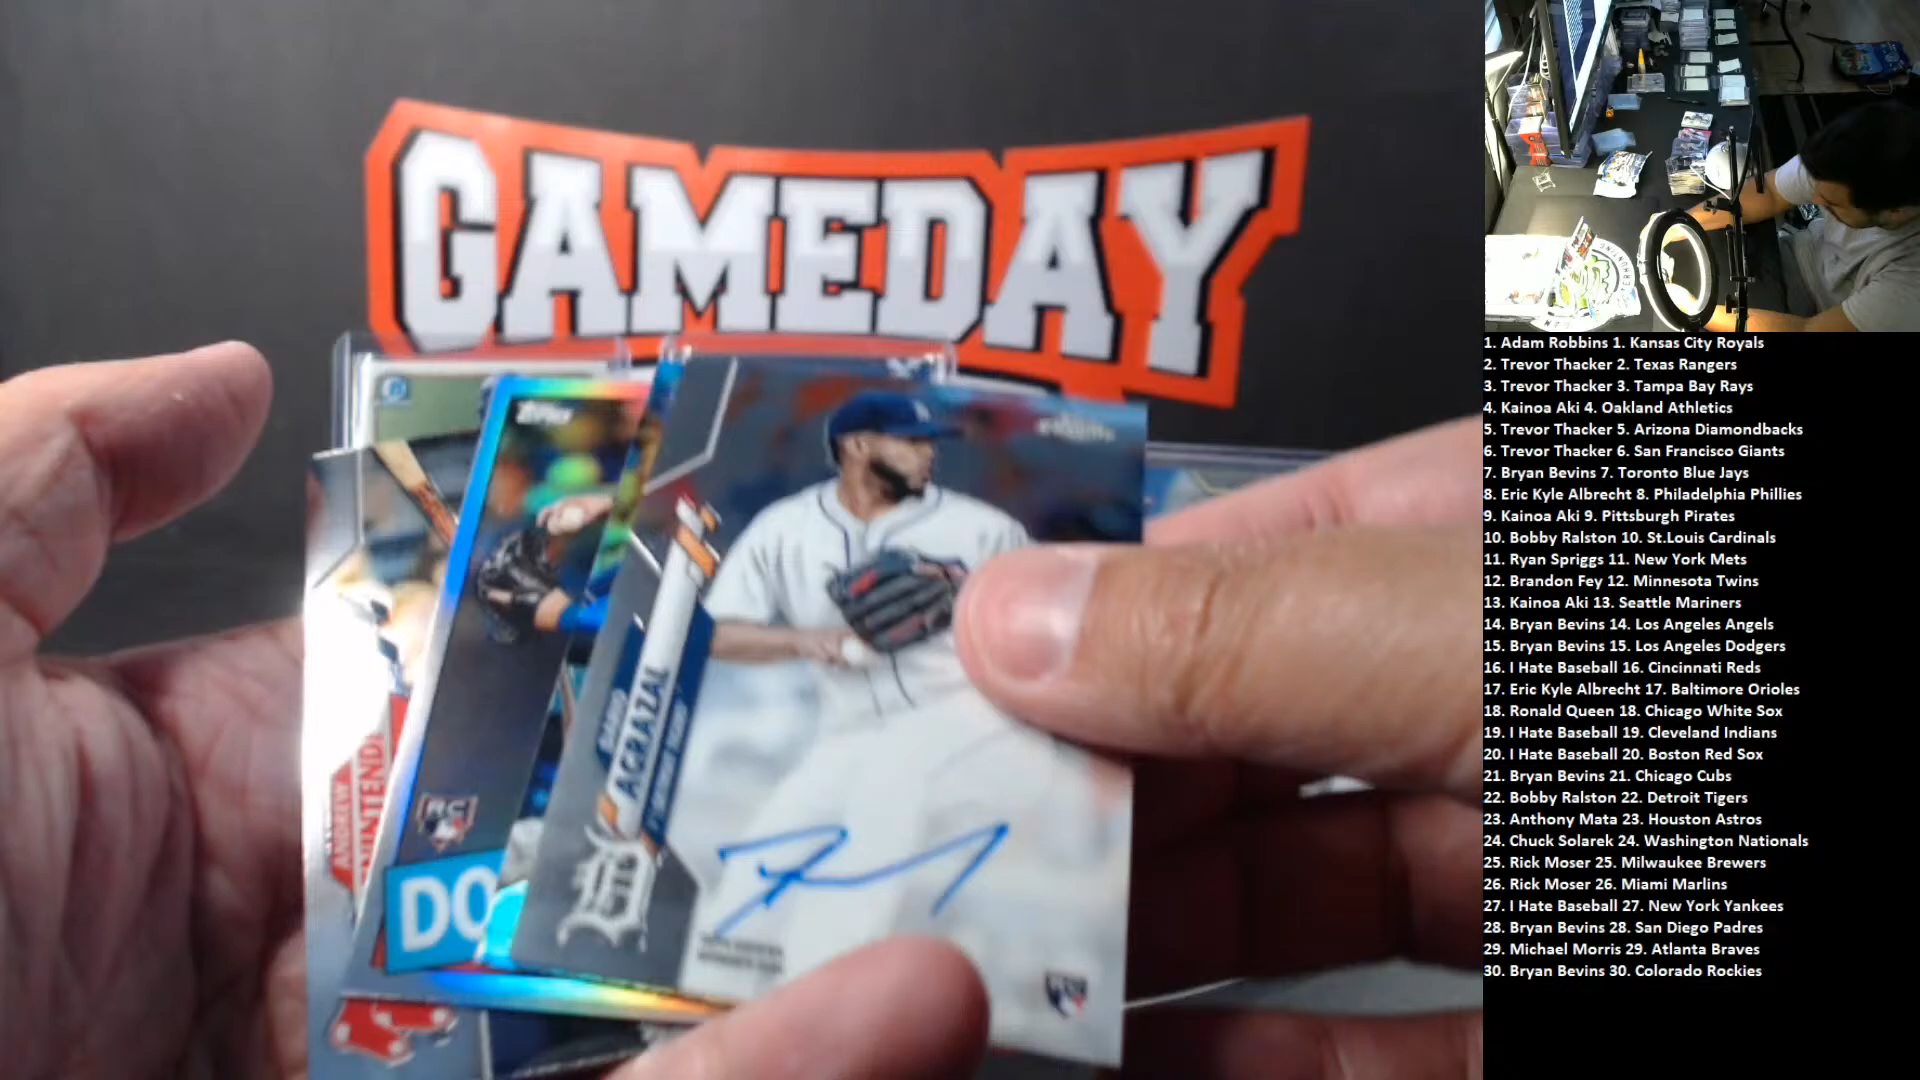 GAMEDAY
Topps
DARIO
AGRAZAL
RC
ANDREW
DO
1. Adam Robbins 1. Kansas City Royals
2. Trevor Thacker 2. Texas Rangers
3. Trevor Thacker 3. Tampa Bay Rays
4. Kainoa Aki 4. Oakland Athletics
5. Trevor Thacker 5. Arizona Diamondbacks
6. Trevor Thacker 6. San Francisco Giants
7. Bryan Bevins 7. Toronto Blue Jays
8. Eric Kyle Albrecht 8. Philadelphia Phillies
9. Kainoa Aki 9. Pittsburgh Pirates
10. Bobby Ralston 10. St.Louis Cardinals
11. Ryan Spriggs 11. New York Mets
12. Brandon Fey 12. Minnesota Twins
13. Kainoa Aki 13. Seattle Mariners
14. Bryan Bevins 14. Los Angeles Angels
15. Bryan Bevins 15. Los Angeles Dodgers
16. I Hate Baseball 16. Cincinnati Reds
17. Eric Kyle Albrecht 17. Baltimore Orioles
18. Ronald Queen 18. Chicago White Sox
19. I Hate Baseball 19. Cleveland Indians
20. I Hate Baseball 20. Boston Red Sox
21. Bryan Bevins 21. Chicago Cubs
22. Bobby Ralston 22. Detroit Tigers
23. Anthony Mata 23. Houston Astros
24. Chuck Solarek 24. Washington Nationals
25. Rick Moser 25. Milwaukee Brewers
26. Rick Moser 26. Miami Marlins
27. I Hate Baseball 27. New York Yankees
28. Bryan Bevins 28. San Diego Padres
29. Michael Morris 29. Atlanta Braves
30. Bryan Bevins 30. Colorado Rockies